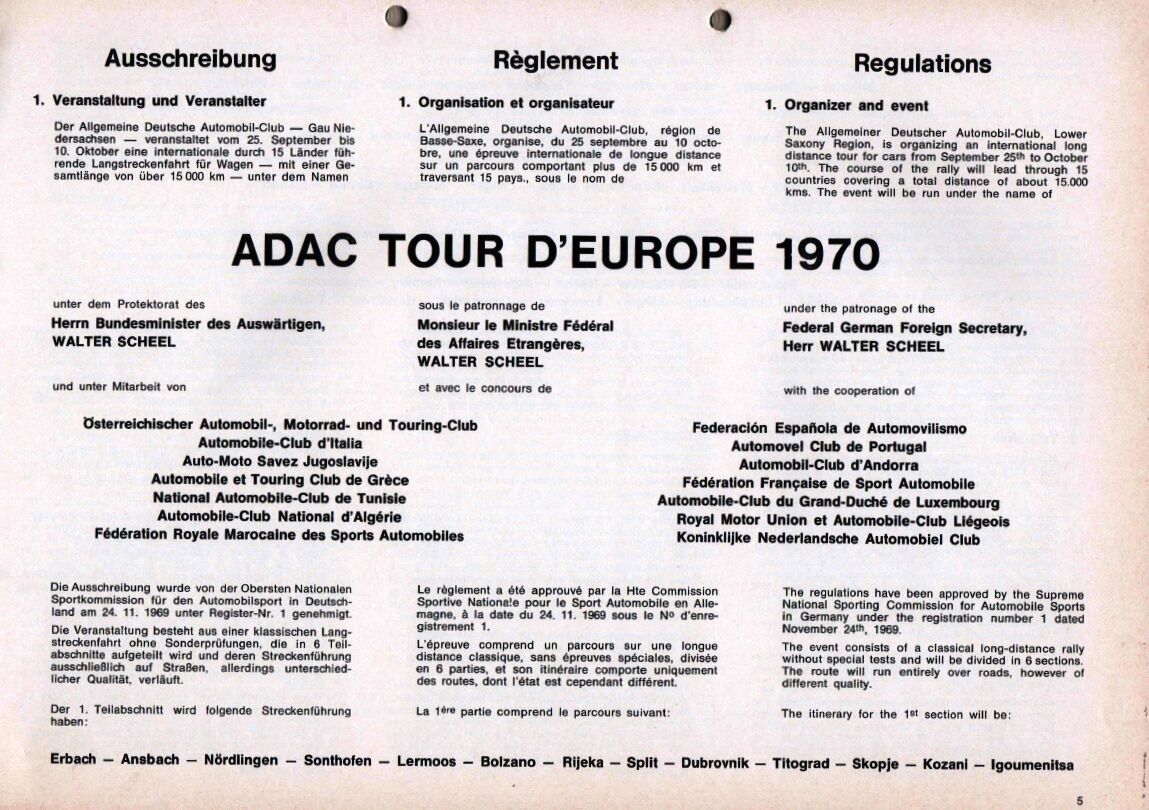 Ausschreibung
1. Veranstaltung und Veranstalter
Der Allgemeine Deutsche Automobil-Club — Gau Nie-
dersachsen — veranstaltet vom 25. September bis
10. Oktober eine internationale durch 15 Länder füh-
rende Langstreckenfahrt für Wagen — mit einer Ge-
samtlänge von über 15 000 km — unter dem Namen
Règlement
1. Organisation et organisateur
L'Allgemeine Deutsche Automobil-Club, région de
Basse-Saxe, organise, du 25 septembre au 10 octo-
bre, une épreuve internationale de longue distance
sur un parcours comportant plus de 15 000 km et
traversant 15 pays., sous le nom de
Regulations
1. Organizer and event
The Allgemeiner Deutscher Automobil-Club, Lower
Saxony Region, is organizing an international long
distance tour for cars from September 25th to October
10th. The course of the rally will lead through 15
countries covering a total distance of about 15.000
kms. The event will be run under the name of
ADAC TOUR D'EUROPE 1970
unter dem Protektorat des
Herrn Bundesminister des Auswärtigen,
WALTER SCHEEL
und unter Mitarbeit von
sous le patronnage de
Monsieur le Ministre Fédéral
des Affaires Etrangères,
WALTER SCHEEL
et avec le concours de
under the patronage of the
Federal German Foreign Secretary,
Herr WALTER SCHEEL
with the cooperation of
Österreichischer Automobil-, Motorrad- und Touring-Club
Automobile-Club d'Italia
Auto-Moto Savez Jugoslavije
Automobile et Touring Club de Grèce
National Automobile-Club de Tunisie
Automobile-Club National d'Algérie
Fédération Royale Marocaine des Sports Automobiles
Federación Española de Automovilismo
Automovel Club de Portugal
Automobil-Club d'Andorra
Fédération Française de Sport Automobile
Automobile-Club du Grand-Duché de Luxembourg
Royal Motor Union et Automobile-Club Liégeois
Koninklijke Nederlandsche Automobiel Club
Die Ausschreibung wurde von der Obersten Nationalen
Sportkommission für den Automobilsport in Deutsch-
land am 24. 11. 1969 unter Register-Nr. 1 genehmigt.
Die Veranstaltung besteht aus einer klassischen Lang-
streckenfahrt ohne Sonderprüfungen, die in 6 Teil-
abschnitte aufgeteilt wird und deren Streckenführung
ausschließlich auf Straßen, allerdings unterschied-
licher Qualität, verläuft.
Der 1. Teilabschnitt wird folgende Streckenführung
haben:
Le règlement a été approuvé par la Hte Commission
Sportive Nationale pour le Sport Automobile en Alle-
magne, à la date du 24. 11. 1969 sous le No d'enre-
gistrement 1.
L'épreuve comprend un parcours sur une longue
distance classique, sans épreuves spéciales, divisée
en 6 parties, et son itinéraire comporte uniquement
des routes, dont l'état est cependant différent.
La 1ére partie comprend le parcours suivant:
The regulations have been approved by the Supreme
National Sporting Commission for Automobile Sports
in Germany under the registration number 1 dated
November 24th, 1969.
The event consists of a classical long-distance rally
without special tests and will be divided in 6 sections.
The route will run entirely over roads, however of
different quality.
The itinerary for the 1st section will be:
Erbach — Ansbach — Nördlingen — Sonthofen — Lermoos — Bolzano — Rijeka — Split — Dubrovnik — Titograd — Skopje — Kozani — Igoumenitsa
5